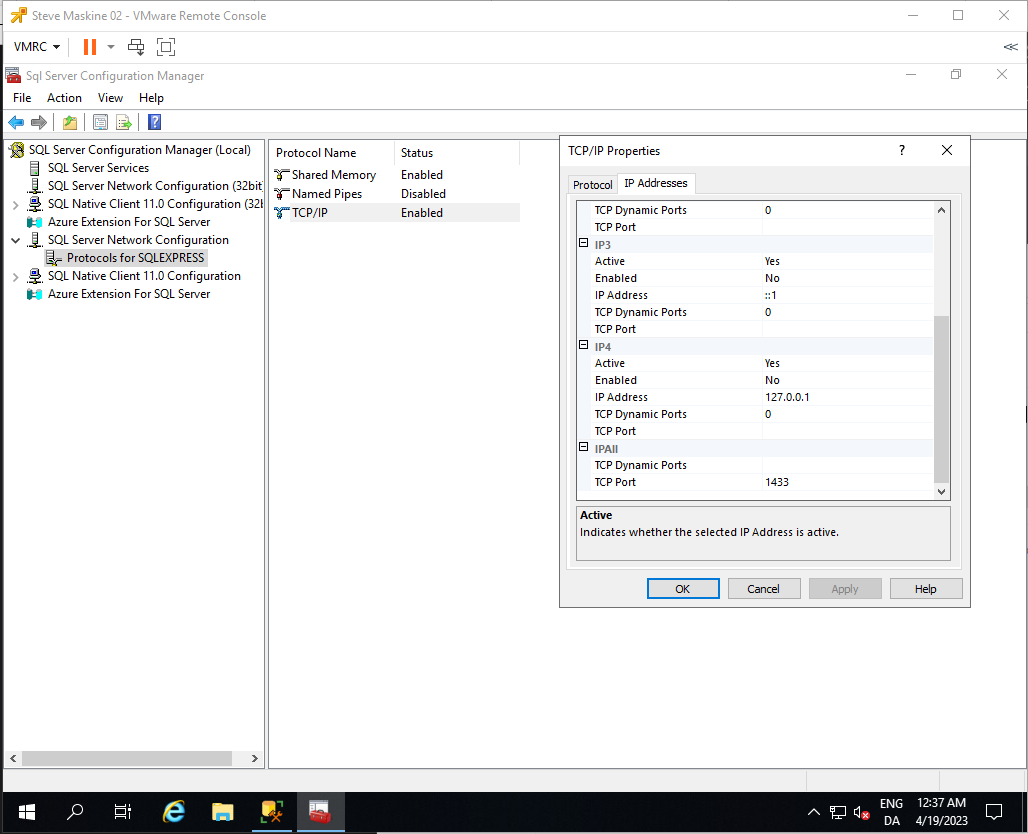 Steve Maskine 02 - VMware Remote Console
VMRC
Sql Server Configuration Manager
File Action View Help
SQL Server Configuration Manager (Local)
SQL Server Services
SQL Server Network Configuration (32bit
SQL Native Client 11.0 Configuration (32b
Azure Extension For SQL Server
SQL Server Network Configuration
Protocols for SQLEXPRESS
SQL Native Client 11.0 Configuration
Azure Extension For SQL Server
Protocol Name Status
Shared Memory Enabled
Named Pipes Disabled
TCP/IP Enabled
TCP/IP Properties ?
Protocol IP Addresses
TCP Dynamic Ports 0
TCP Port
IP3
Active Yes
Enabled No
IP Address ::1
TCP Dynamic Ports 0
TCP Port
IP4
Active Yes
Enabled No
IP Address 127.0.0.1
TCP Dynamic Ports 0
TCP Port
IPAll
TCP Dynamic Ports
TCP Port 1433
Active
Indicates whether the selected IP Address is active.
OK Cancel Apply Help
ENG 12:37 AM
DA 4/19/2023